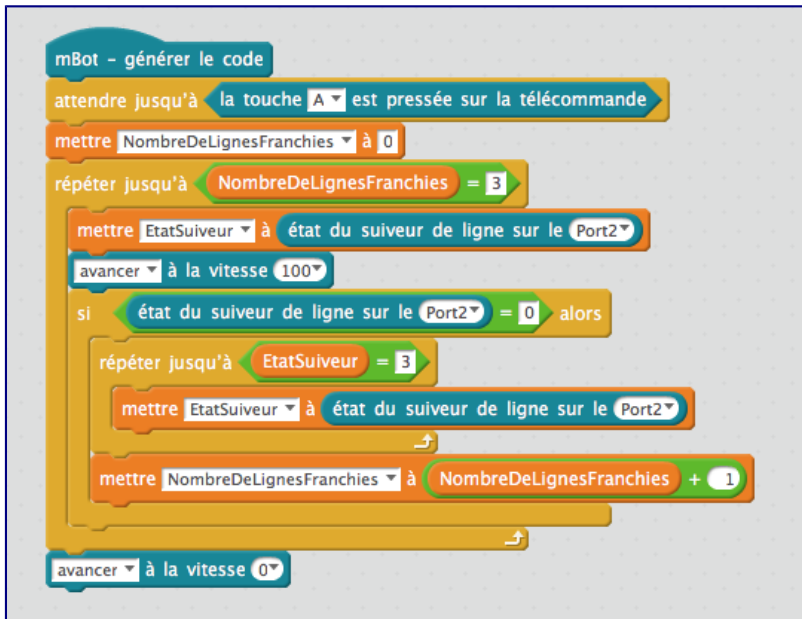 mBot - générer le code
attendre jusqu'à la touche A est pressée sur la télécommande
mettre NombreDeLignesFranchies à 0
répéter jusqu'à NombreDeLignesFranchies = 3
mettre EtatSuiveur à état du suiveur de ligne sur le Port2
avancer à la vitesse 100
si état du suiveur de ligne sur le Port2 = 0 alors
répéter jusqu'à EtatSuiveur = 3
mettre EtatSuiveur à état du suiveur de ligne sur le Port2
mettre NombreDeLignesFranchies à NombreDeLignesFranchies + 1
avancer à la vitesse 0